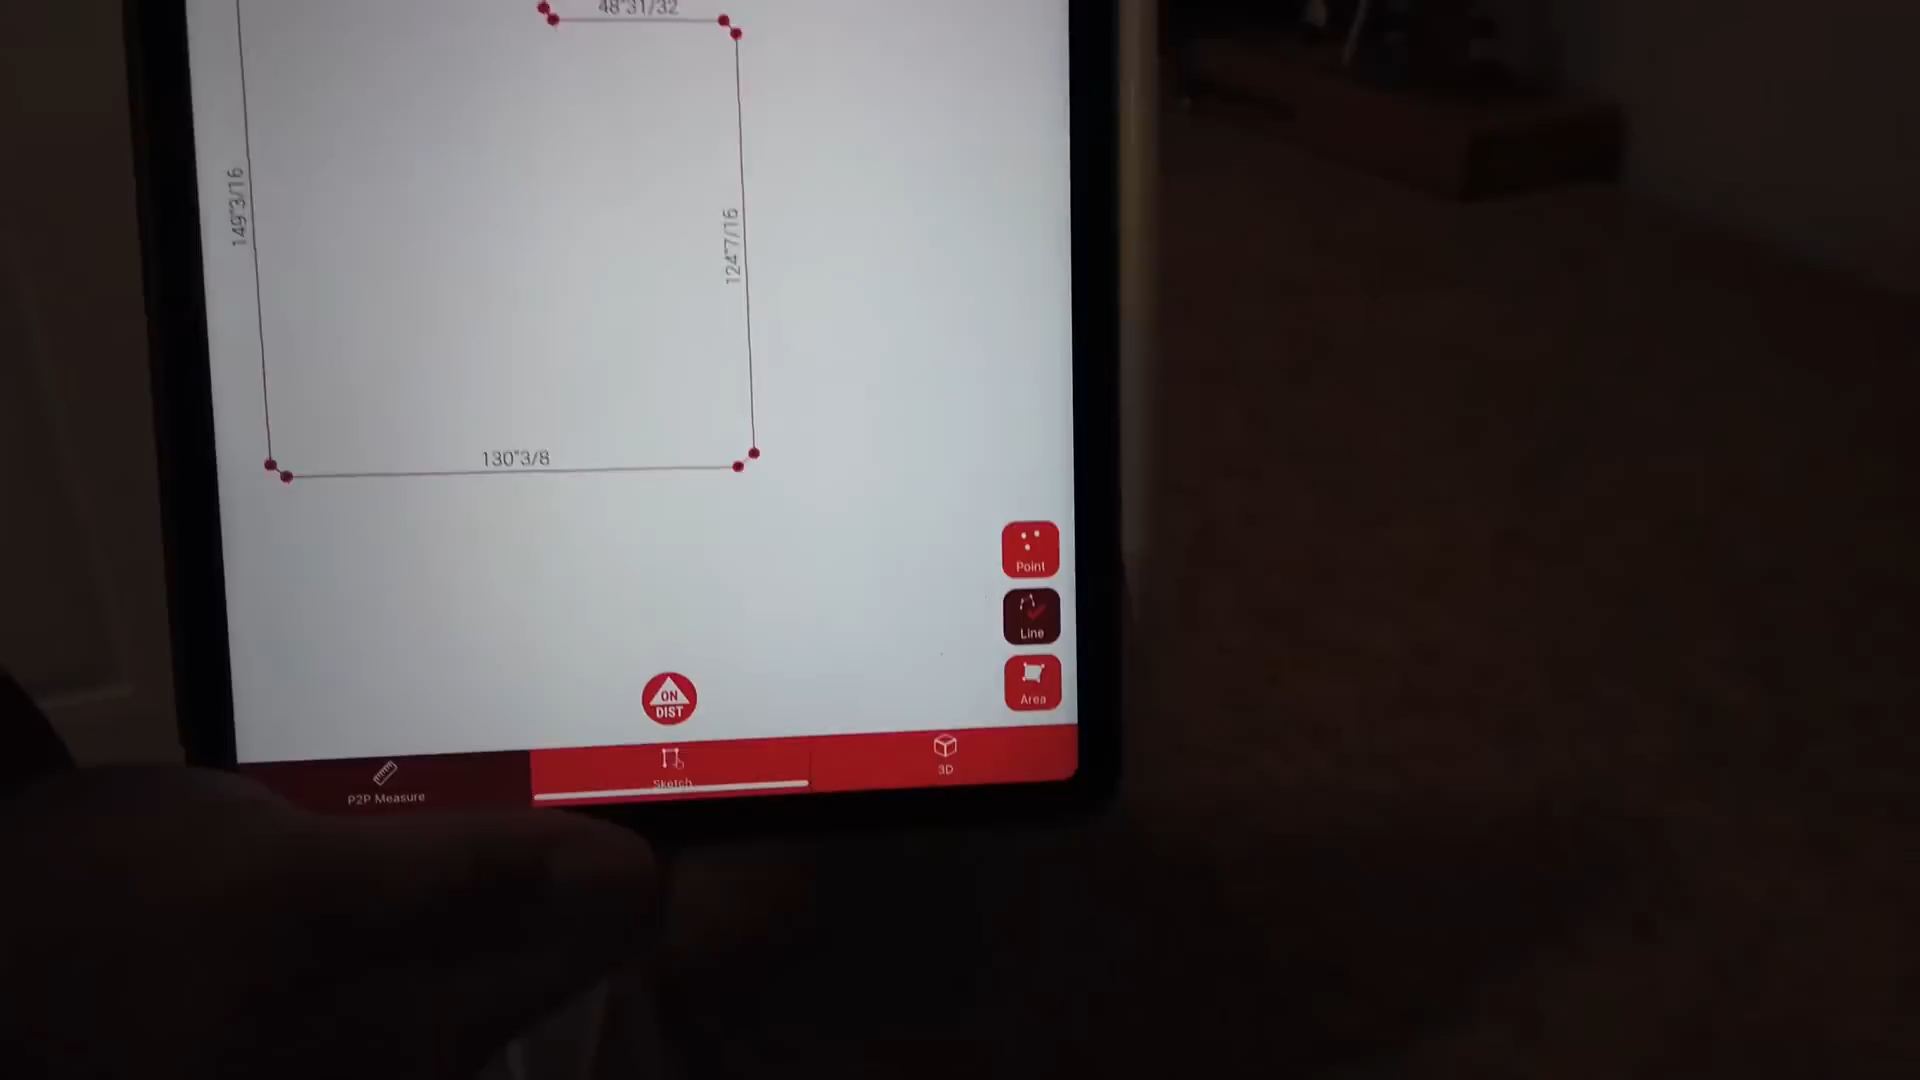 48"31/32
149"3/16
124"7/16
130"3/8
Point
Line
Area
ON
DIST
P2P Measure
Sketch
3D